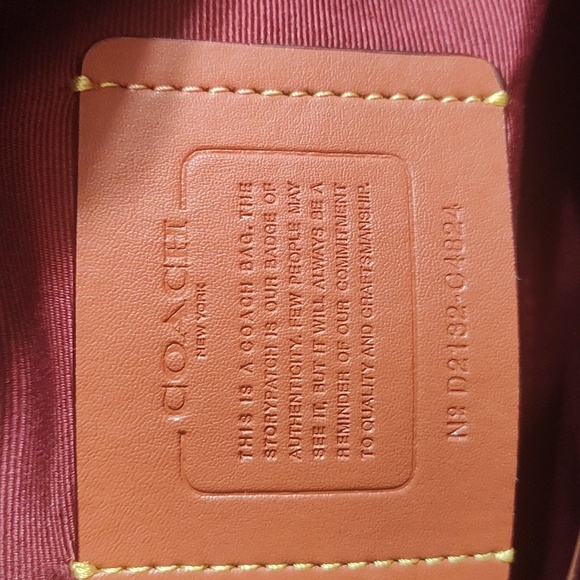 COACH
NEW YORK
THIS IS A COACH BAG. THE
STORYPATCH IS OUR BADGE OF
AUTHENTICITY. FEW PEOPLE MAY
SEE IT, BUT IT WILL ALWAYS BE A
REMINDER OF OUR COMMITMENT
TO QUALITY AND CRAFTSMANSHIP.
Nº D2132-C4824